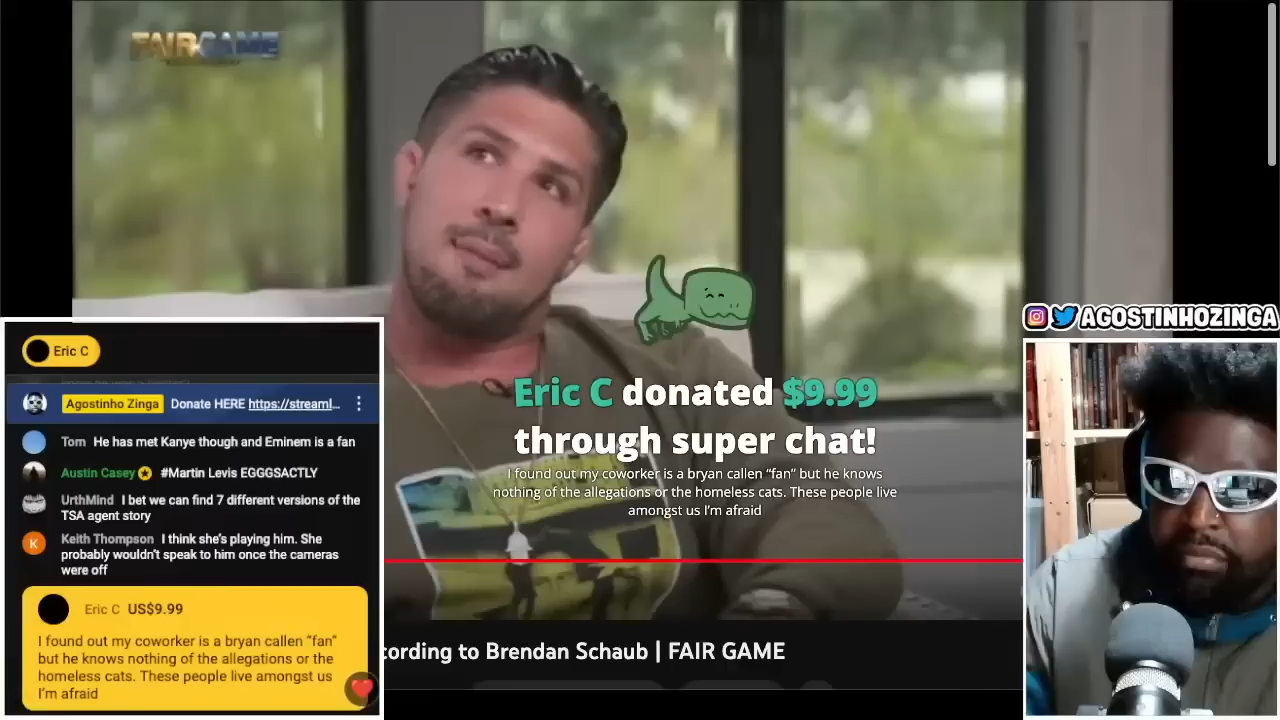 FAIR GAME
Eric C
Agostinho Zinga Donate HERE https://streaml...
Tom He has met Kanye though and Eminem is a fan
Austin Casey #Martin Levis EGGGSACTLY
UrthMind I bet we can find 7 different versions of the
TSA agent story
K
Keith Thompson I think she's playing him. She
probably wouldn't speak to him once the cameras
were off
Eric C US$9.99
I found out my coworker is a bryan callen "fan"
but he knows nothing of the allegations or the
homeless cats. These people live amongst us
I'm afraid
Eric C donated $9.99
through super chat!
I found out my coworker is a bryan callen "fan" but he knows
nothing of the allegations or the homeless cats. These people live
amongst us I'm afraid
cording to Brendan Schaub | FAIR GAME
AGOSTINHOZINGA